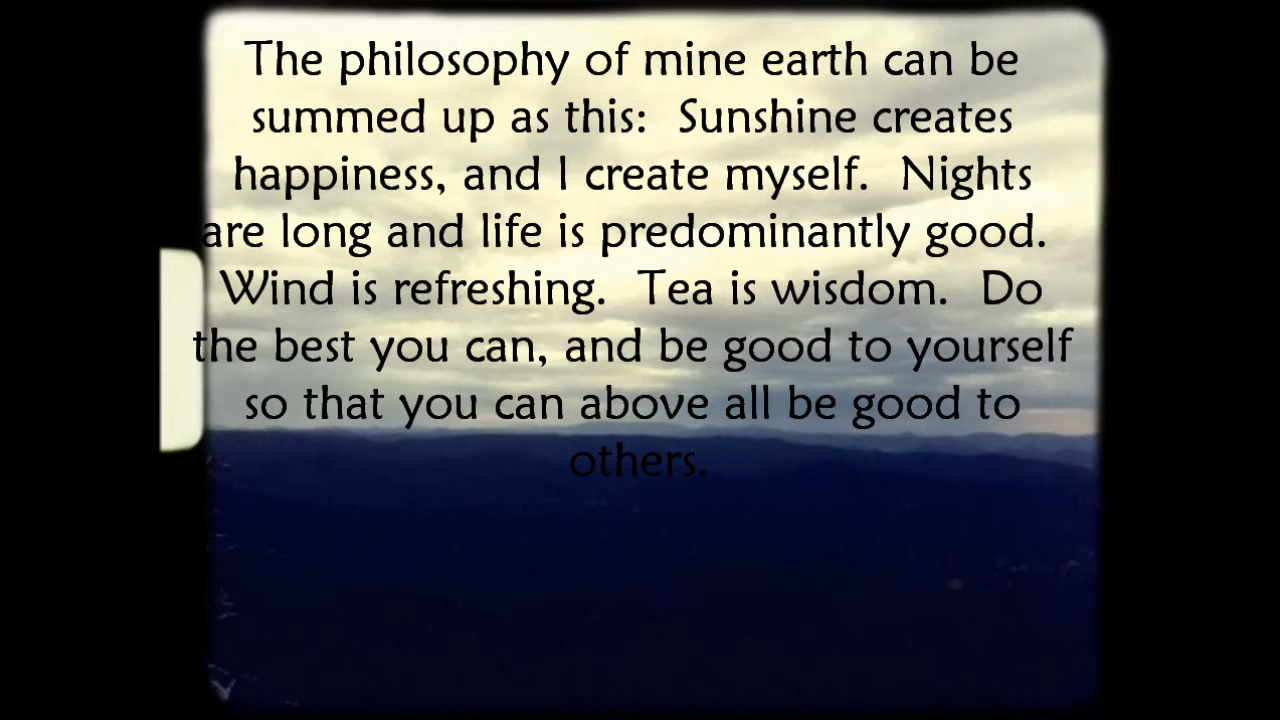 The philosophy of mine earth can be
summed up as this:  Sunshine creates
happiness, and I create myself.  Nights
are long and life is predominantly good.
Wind is refreshing.  Tea is wisdom.  Do
the best you can, and be good to yourself
so that you can above all be good to
others.